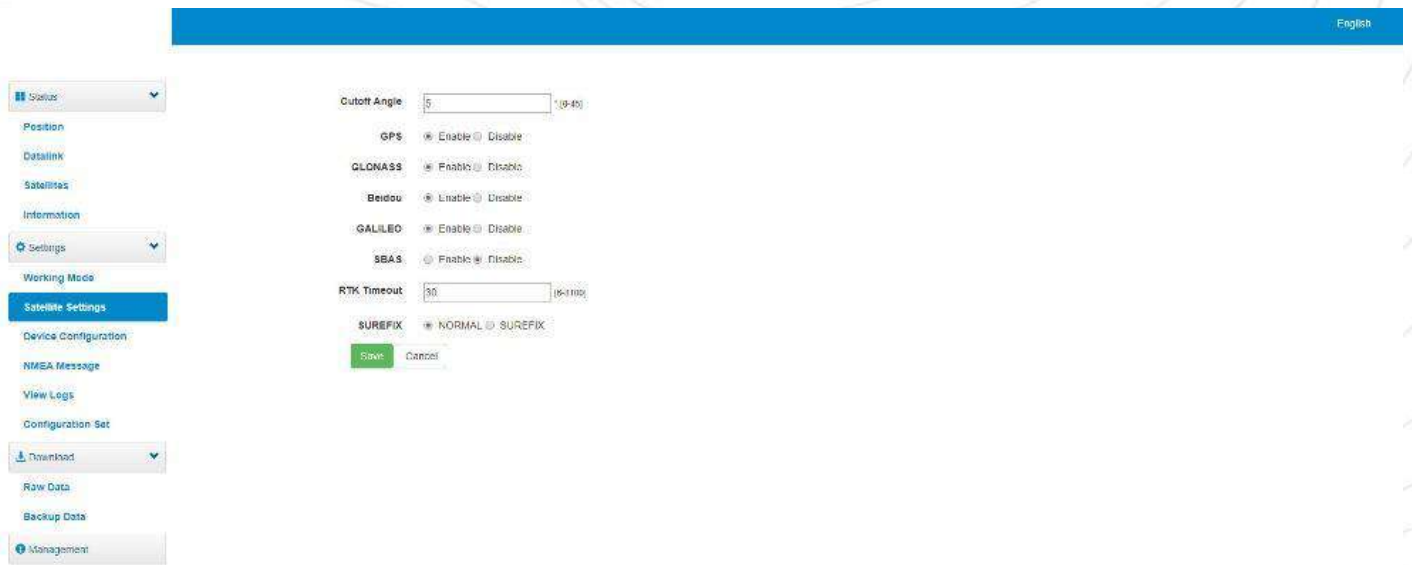 English
Status
Position
Datalink
Satellites
Information
Settings
Working Mode
Satellite Settings
Device Configuration
NMEA Message
View Logs
Configuration Set
Download
Raw Data
Backup Data
Management
Cutoff Angle 5 °[0-45]
GPS Enable Disable
GLONASS Enable Disable
Beidou Enable Disable
GALILEO Enable Disable
SBAS Enable Disable
RTK Timeout 30
SUREFIX NORMAL SUREFIX
Save Cancel